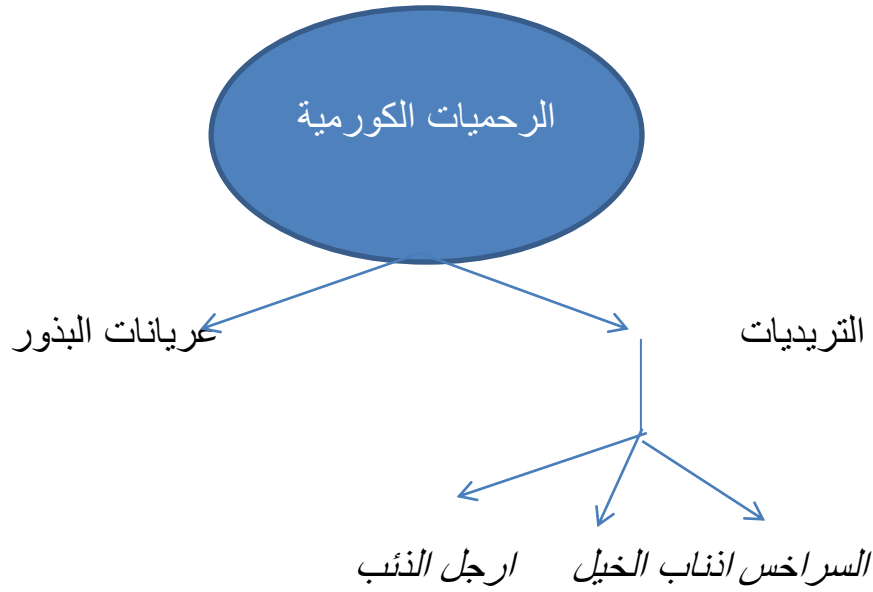 الرحميات الكورمية
التريديات عريانات البذور
السراخس اذناب الخيل ارجل الذئب